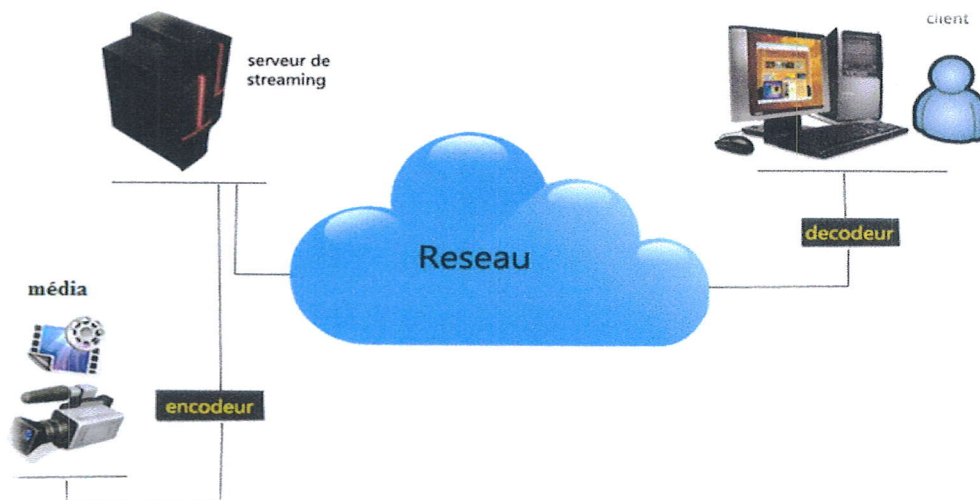 client
serveur de
streaming
decodeur
Reseau
média
encodeur